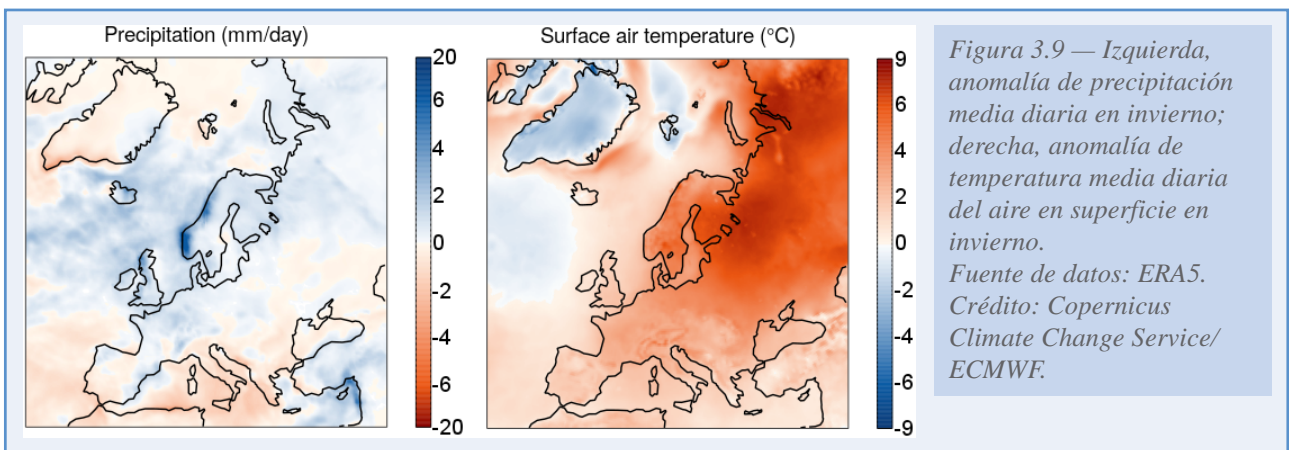 Precipitation (mm/day)
20
6
4
2
0
-2
-4
-6
-20
Surface air temperature (°C)
9
6
4
2
0
-2
-4
-6
-9
Figura 3.9 — Izquierda,
anomalía de precipitación
media diaria en invierno;
derecha, anomalía de
temperatura media diaria
del aire en superficie en
invierno.
Fuente de datos: ERA5.
Crédito: Copernicus
Climate Change Service/
ECMWF.